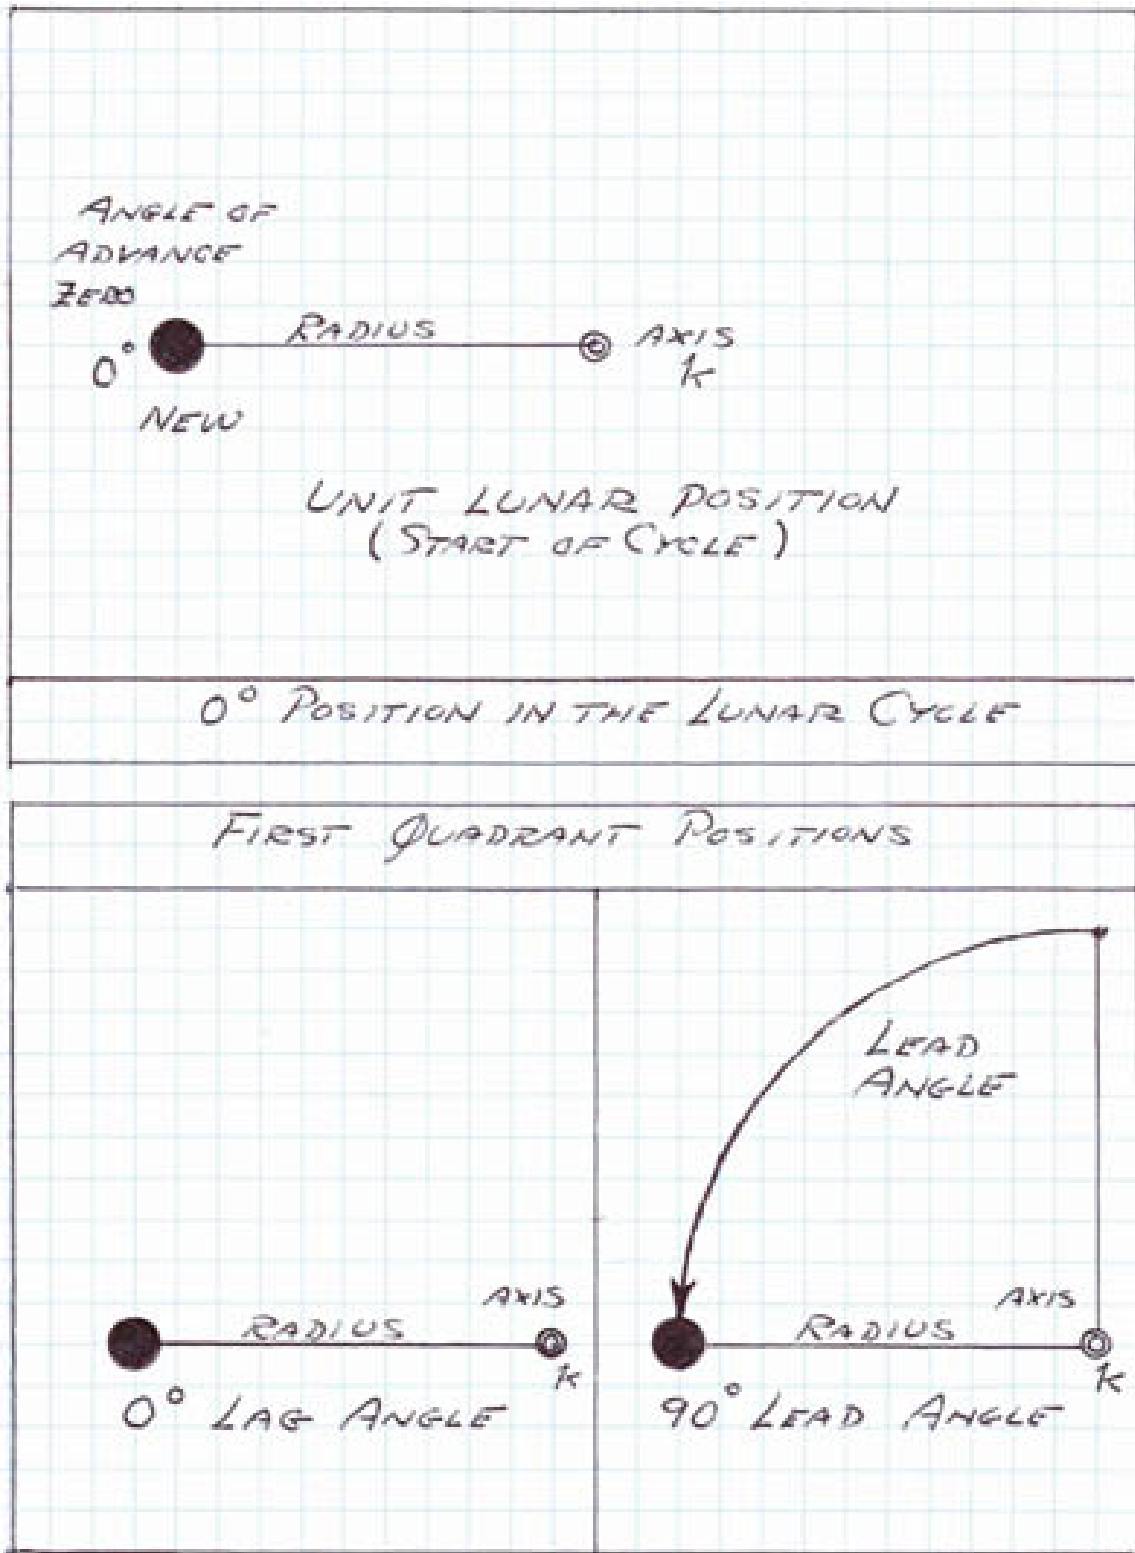 ANGLE OF
ADVANCE
ZERO
0°
RADIUS
AXIS
k
NEW
UNIT LUNAR POSITION
(START OF CYCLE)
0° POSITION IN THE LUNAR CYCLE
FIRST QUADRANT POSITIONS
RADIUS
AXIS
k
0° LAG ANGLE
LEAD
ANGLE
RADIUS
AXIS
k
90° LEAD ANGLE